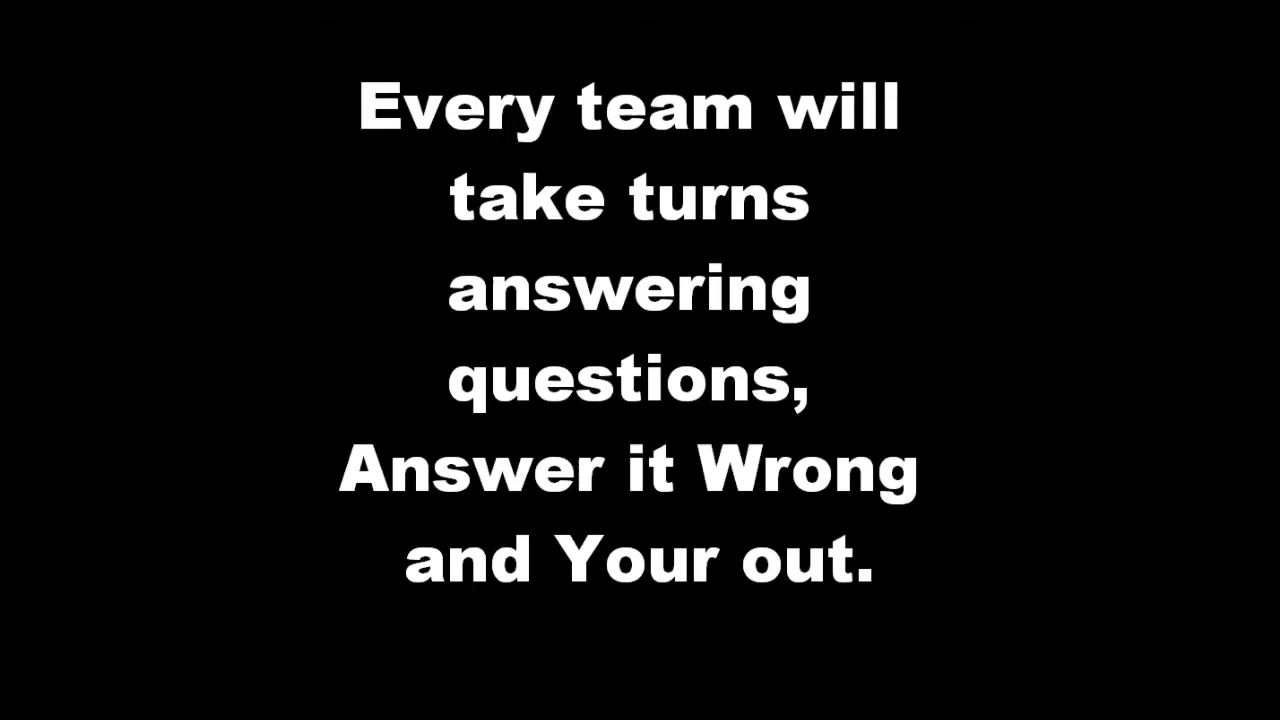 Every team will
take turns
answering
questions,
Answer it Wrong
and Your out.